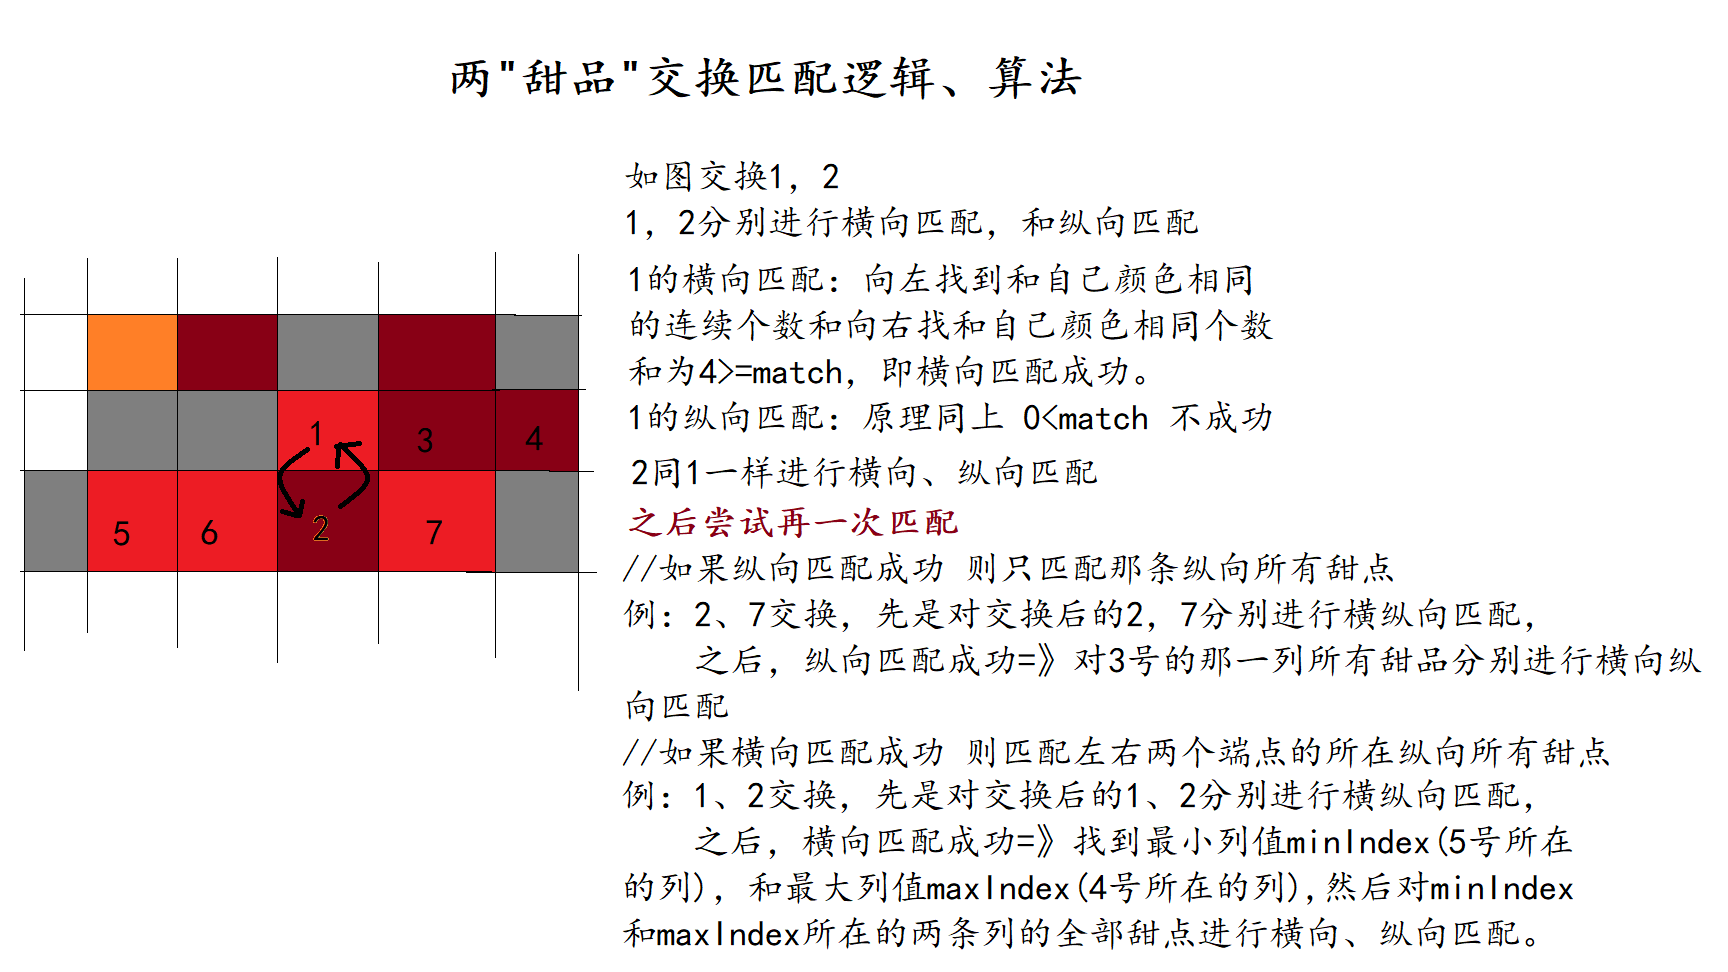 两"甜品"交换匹配逻辑、算法
如图交换1，2
1，2分别进行横向匹配，和纵向匹配
1的横向匹配：向左找到和自己颜色相同
的连续个数和向右找和自己颜色相同个数
和为4>=match，即横向匹配成功。
1的纵向匹配：原理同上 0<match 不成功
2同1一样进行横向、纵向匹配
之后尝试再一次匹配
//如果纵向匹配成功 则只匹配那条纵向所有甜点
例：2、7交换，先是对交换后的2，7分别进行横纵向匹配，
之后，纵向匹配成功=》对3号的那一列所有甜品分别进行横向纵
向匹配
//如果横向匹配成功 则匹配左右两个端点的所在纵向所有甜点
例：1、2交换，先是对交换后的1、2分别进行横纵向匹配，
之后，横向匹配成功=》找到最小列值minIndex(5号所在
的列)，和最大列值maxIndex(4号所在的列),然后对minIndex
和maxIndex所在的两条列的全部甜点进行横向、纵向匹配。
1 3 4
5 6 2 7